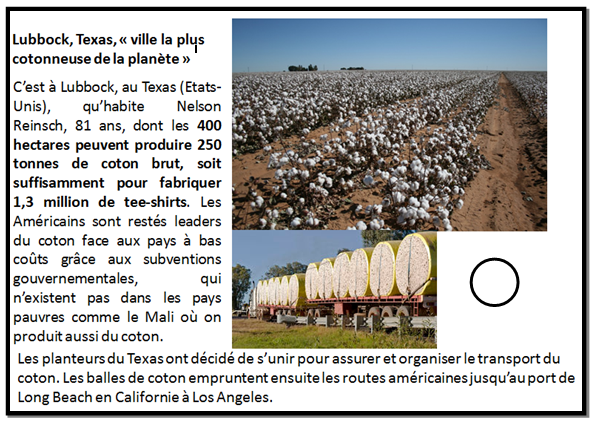 Lubbock, Texas, « ville la plus
cotonneuse de la planète »
C’est à Lubbock, au Texas (Etats-
Unis), qu’habite Nelson
Reinsch, 81 ans, dont les 400
hectares peuvent produire 250
tonnes de coton brut, soit
suffisamment pour fabriquer
1,3 million de tee-shirts. Les
Américains sont restés leaders
du coton face aux pays à bas
coûts grâce aux subventions
gouvernementales, qui
n’existent pas dans les pays
pauvres comme le Mali où on
produit aussi du coton.
Les planteurs du Texas ont décidé de s’unir pour assurer et organiser le transport du
coton. Les balles de coton empruntent ensuite les routes américaines jusqu’au port de
Long Beach en Californie à Los Angeles.